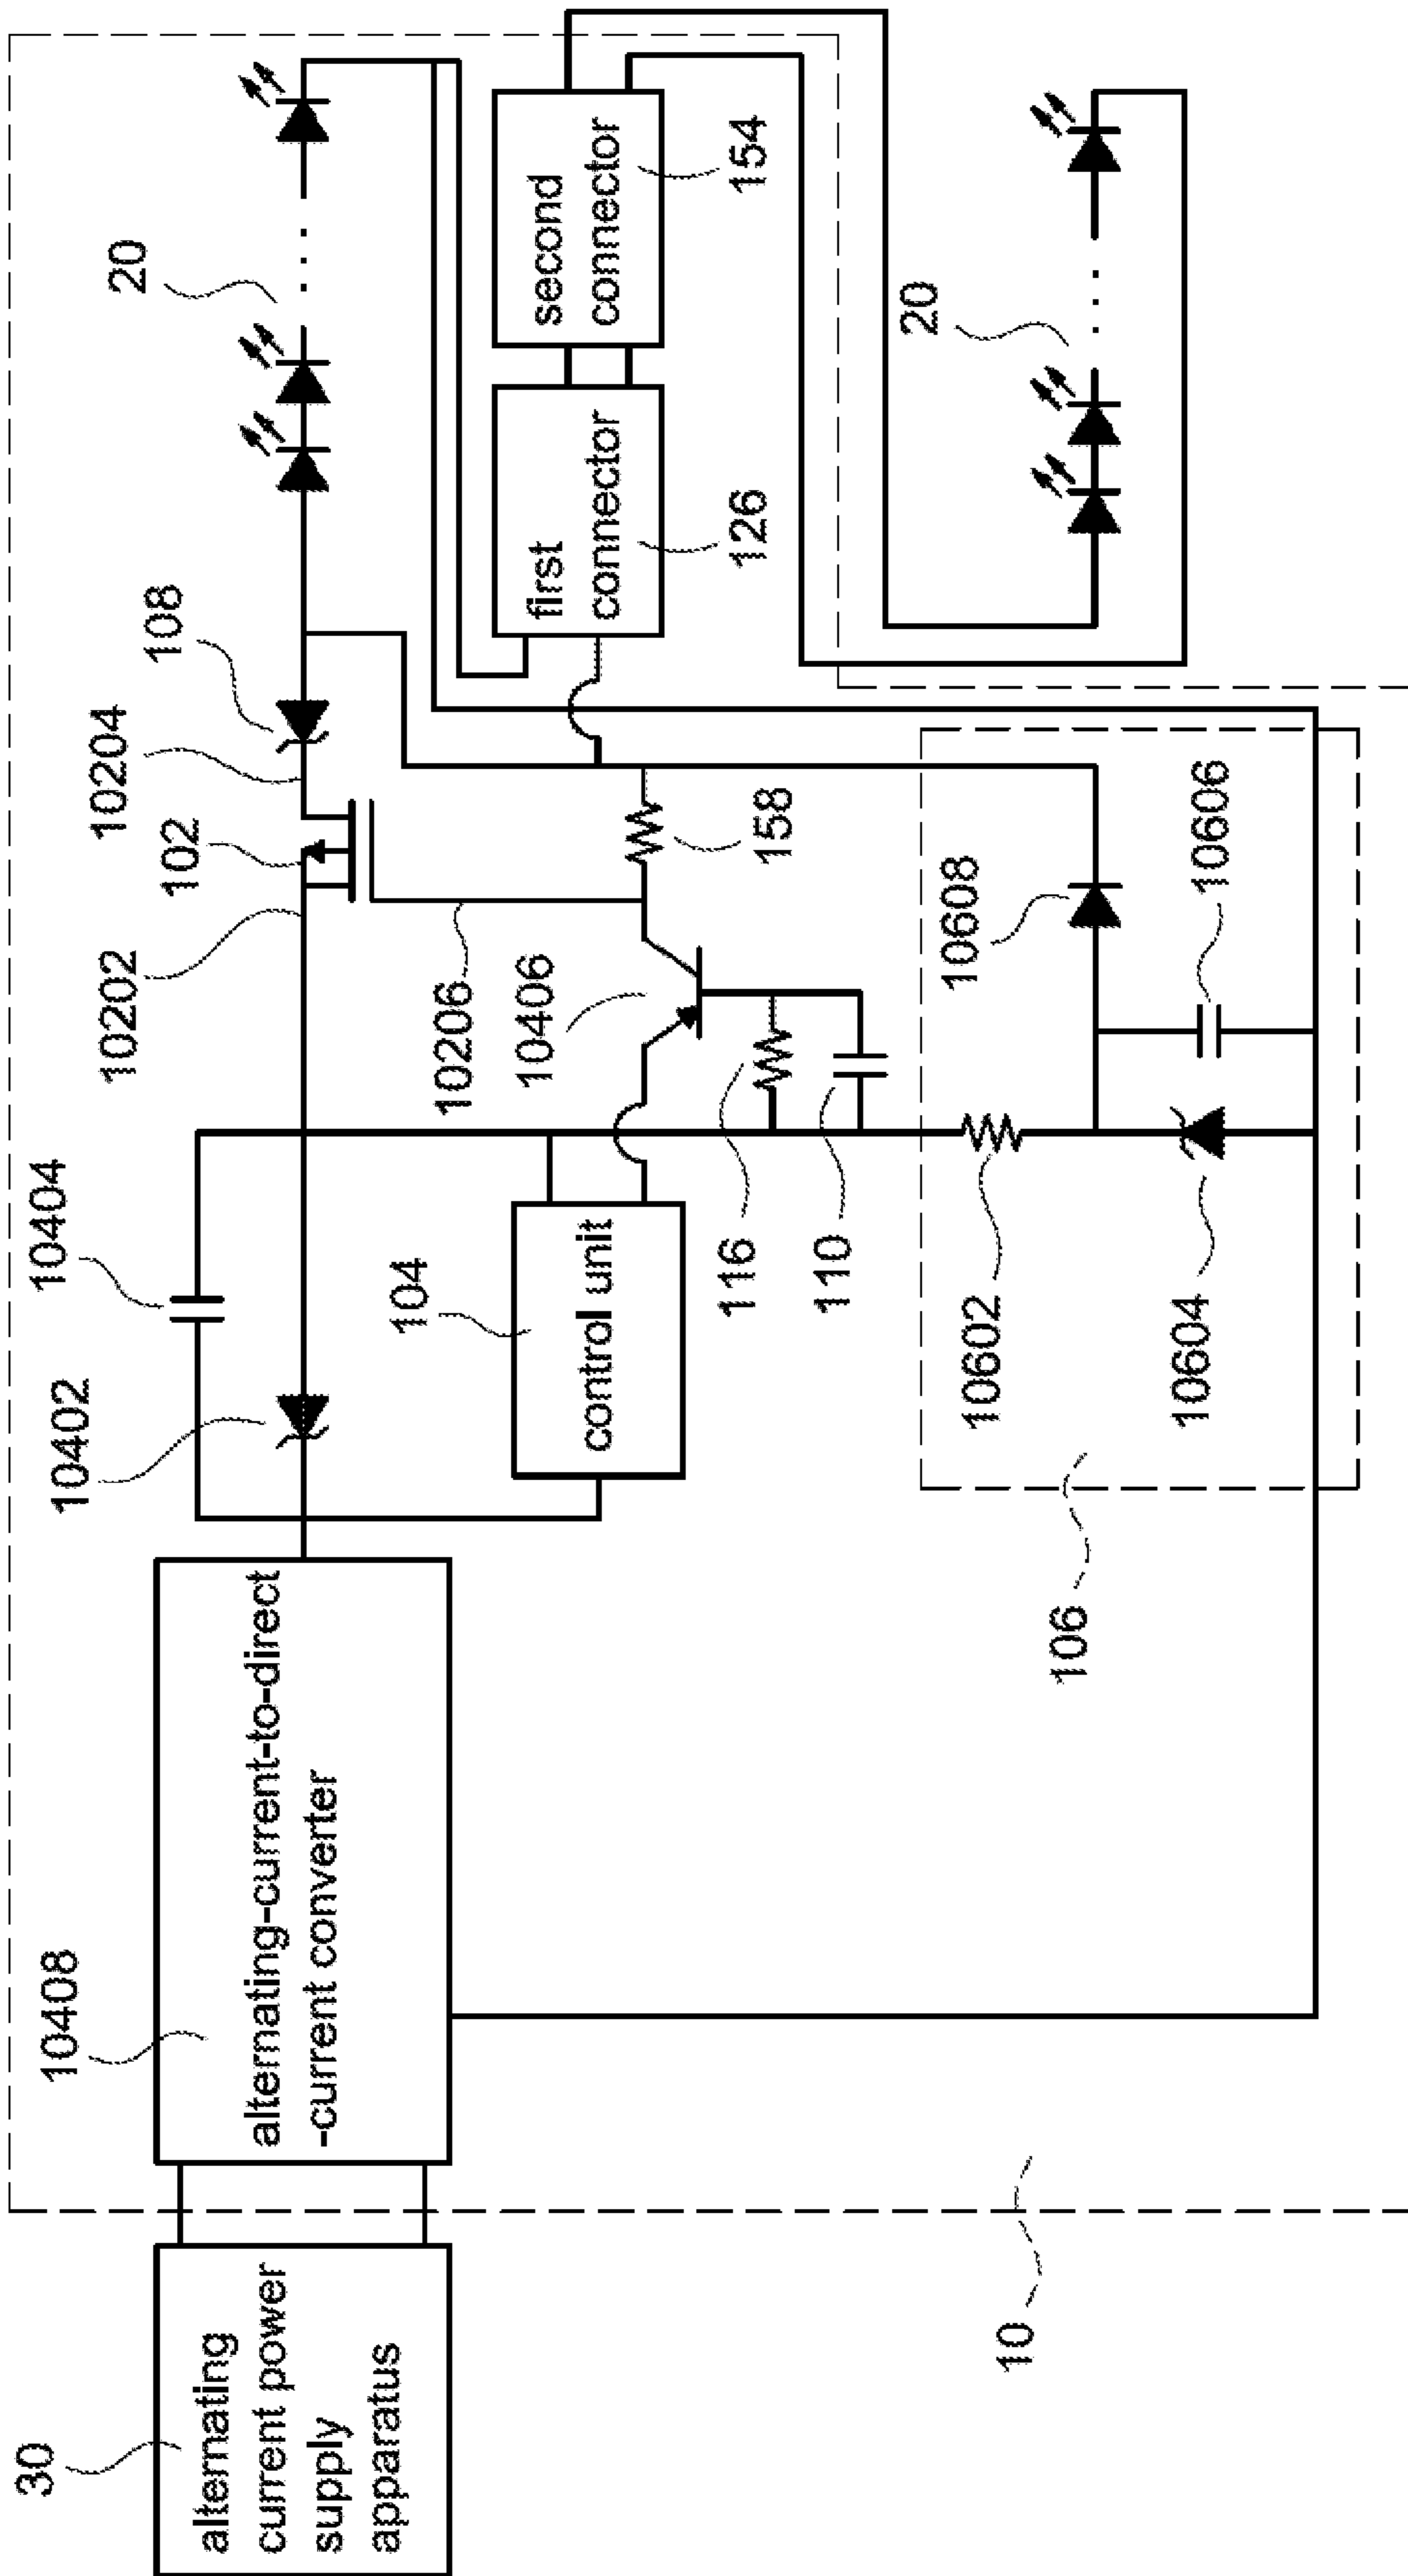 30
alternating
current power
supply
apparatus
10408
alternating-current-to-direct
-current converter
10402
10404
104
control unit
10202
102
10204
108
20
10206
10406
158
116
110
first
connector
126
second
connector
154
10602
10604
10608
10606
106
20
10